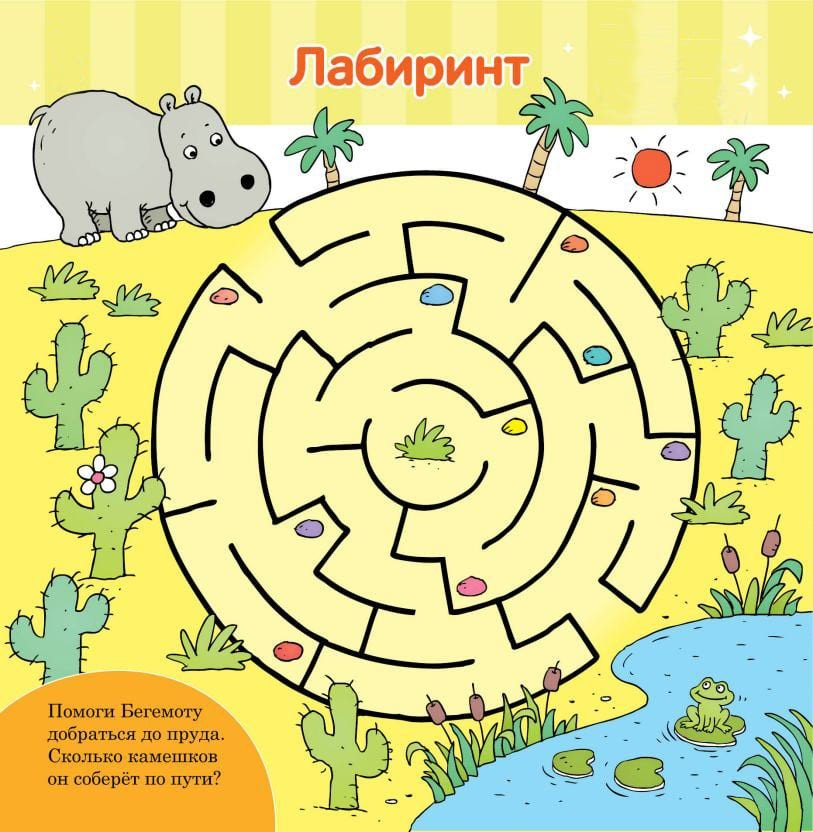 Лабиринт
Помоги Бегемоту
добраться до пруда.
Сколько камешков
он соберёт по пути?